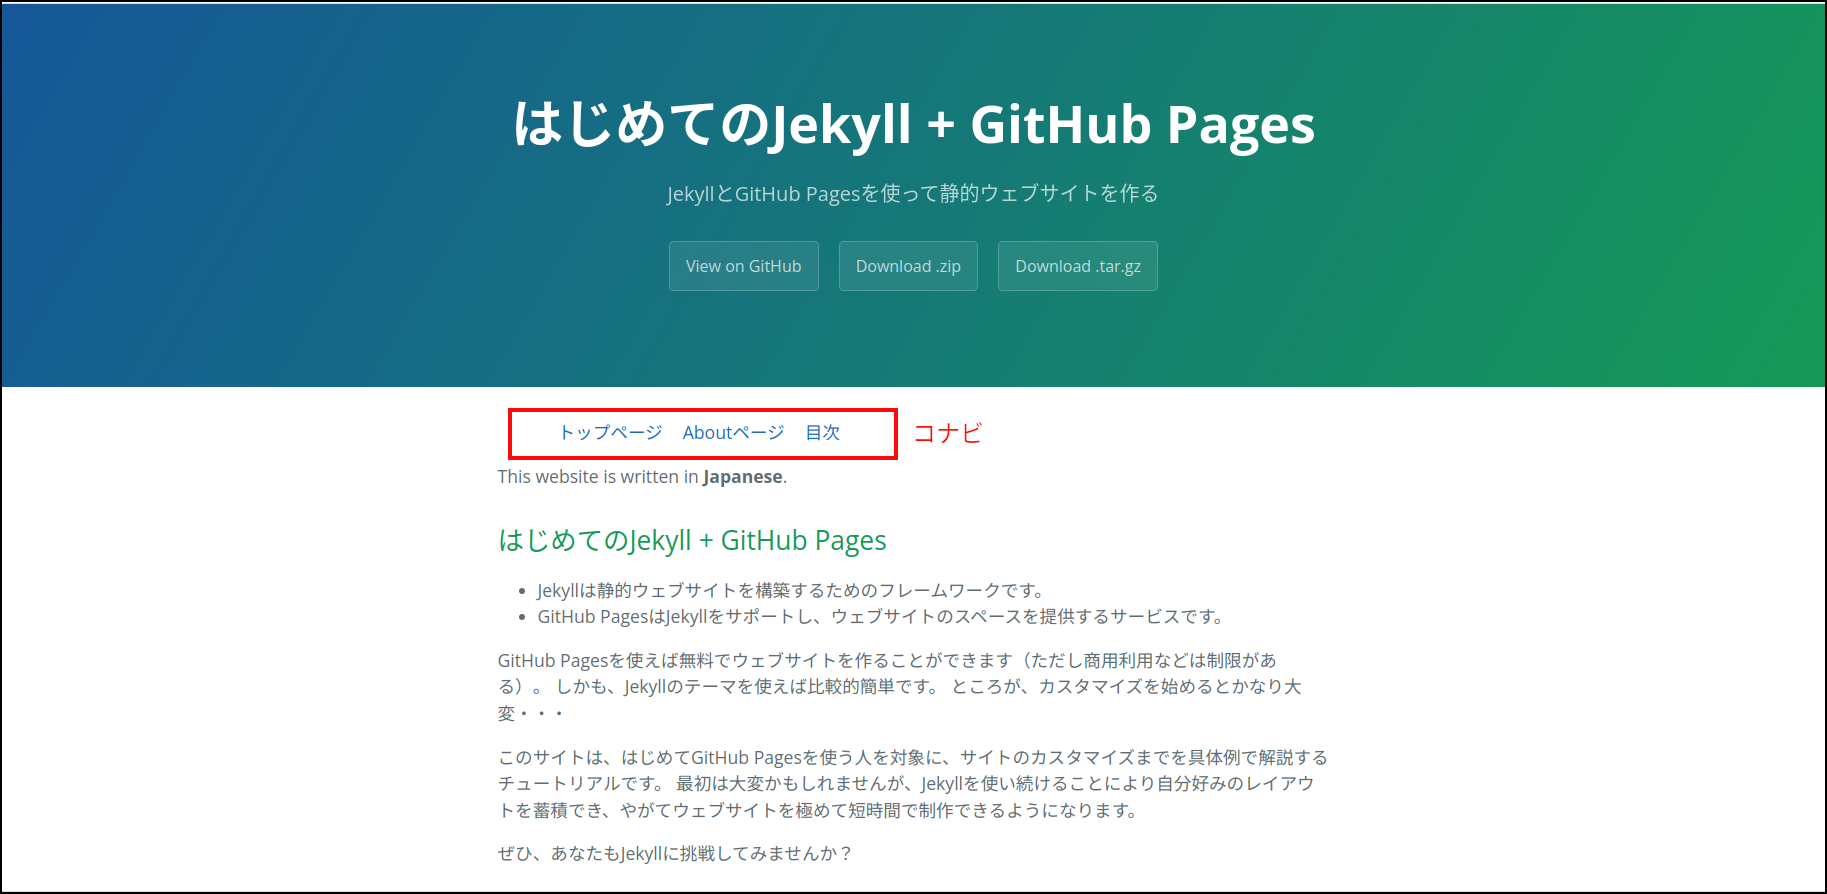 はじめてのJekyll + GitHub Pages
JekyllとGitHub Pagesを使って静的ウェブサイトを作る
View on GitHub Download .zip Download .tar.gz
トップページ Aboutページ 目次 コナビ
This website is written in Japanese.
はじめてのJekyll + GitHub Pages
• Jekyllは静的ウェブサイトを構築するためのフレームワークです。
• GitHub PagesはJekyllをサポートし、ウェブサイトのスペースを提供するサービスです。
GitHub Pagesを使えば無料でウェブサイトを作ることができます（ただし商用利用などは制限があ
る）。 しかも、Jekyllのテーマを使えば比較的簡単です。 ところが、カスタマイズを始めるとかなり大
変・・・
このサイトは、はじめてGitHub Pagesを使う人を対象に、サイトのカスタマイズまでを具体例で解説する
チュートリアルです。 最初は大変かもしれませんが、Jekyllを使い続けることにより自分好みのレイアウ
トを蓄積でき、やがてウェブサイトを極めて短時間で制作できるようになります。
ぜひ、あなたもJekyllに挑戦してみませんか？